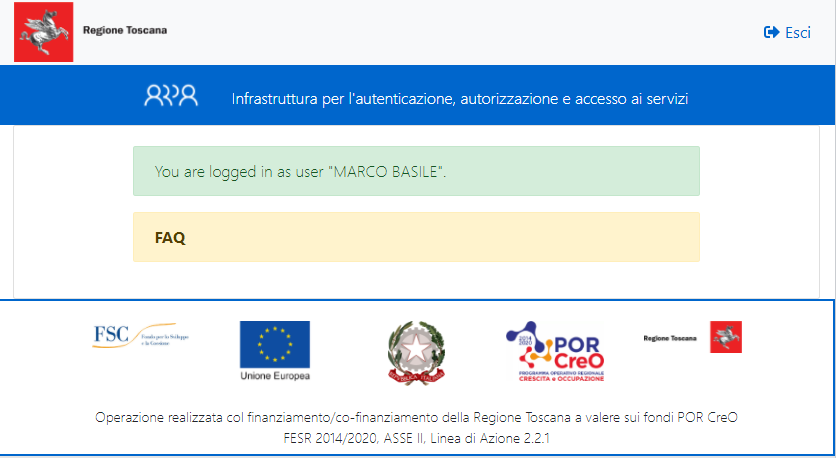 Regione Toscana
Esci
Infrastruttura per l'autenticazione, autorizzazione e accesso ai servizi
You are logged in as user "MARCO BASILE".
FAQ
FSC Fondo per lo Sviluppo
e la Coesione
Unione Europea
REPVBBLICA ITALIANA
2014
2020
POR
CreO
PROGRAMMA OPERATIVO REGIONALE
CRESCITA e OCCUPAZIONE
Regione Toscana
Operazione realizzata col finanziamento/co-finanziamento della Regione Toscana a valere sui fondi POR CreO
FESR 2014/2020, ASSE II, Linea di Azione 2.2.1